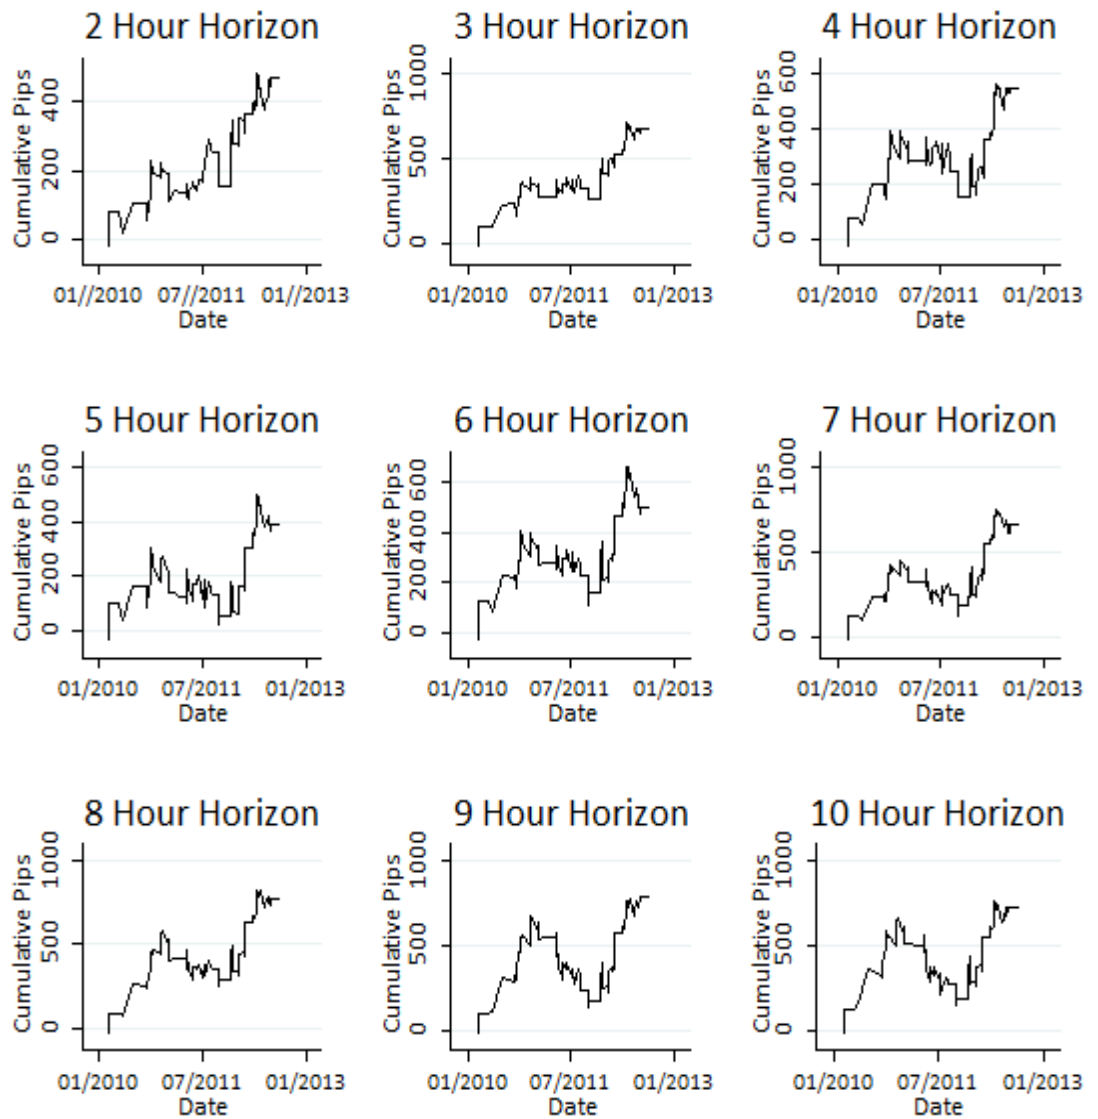 2 Hour Horizon
Cumulative Pips
400
200
0
01//2010 07//2011 01//2013
Date
3 Hour Horizon
Cumulative Pips
1000
500
0
01/2010 07/2011 01/2013
Date
4 Hour Horizon
Cumulative Pips
600
400
200
0
01/2010 07/2011 01/2013
Date
5 Hour Horizon
Cumulative Pips
600
400
200
0
01/2010 07/2011 01/2013
Date
6 Hour Horizon
Cumulative Pips
600
400
200
0
01/2010 07/2011 01/2013
Date
7 Hour Horizon
Cumulative Pips
1000
500
0
01/2010 07/2011 01/2013
Date
8 Hour Horizon
Cumulative Pips
1000
500
0
01/2010 07/2011 01/2013
Date
9 Hour Horizon
Cumulative Pips
1000
500
0
01/2010 07/2011 01/2013
Date
10 Hour Horizon
Cumulative Pips
1000
500
0
01/2010 07/2011 01/2013
Date